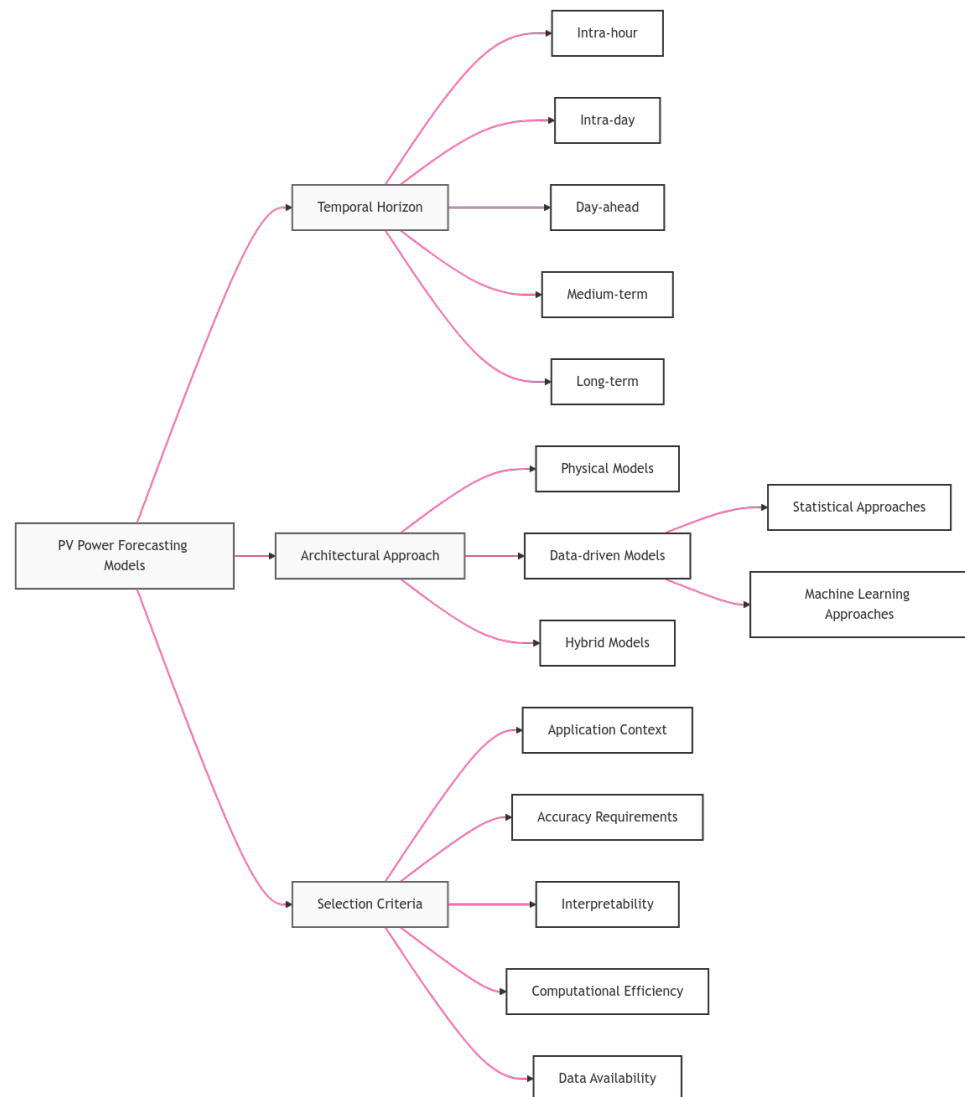 PV Power Forecasting
Models
Temporal Horizon
Intra-hour
Intra-day
Day-ahead
Medium-term
Long-term
Architectural Approach
Physical Models
Data-driven Models
Statistical Approaches
Machine Learning
Approaches
Hybrid Models
Selection Criteria
Application Context
Accuracy Requirements
Interpretability
Computational Efficiency
Data Availability